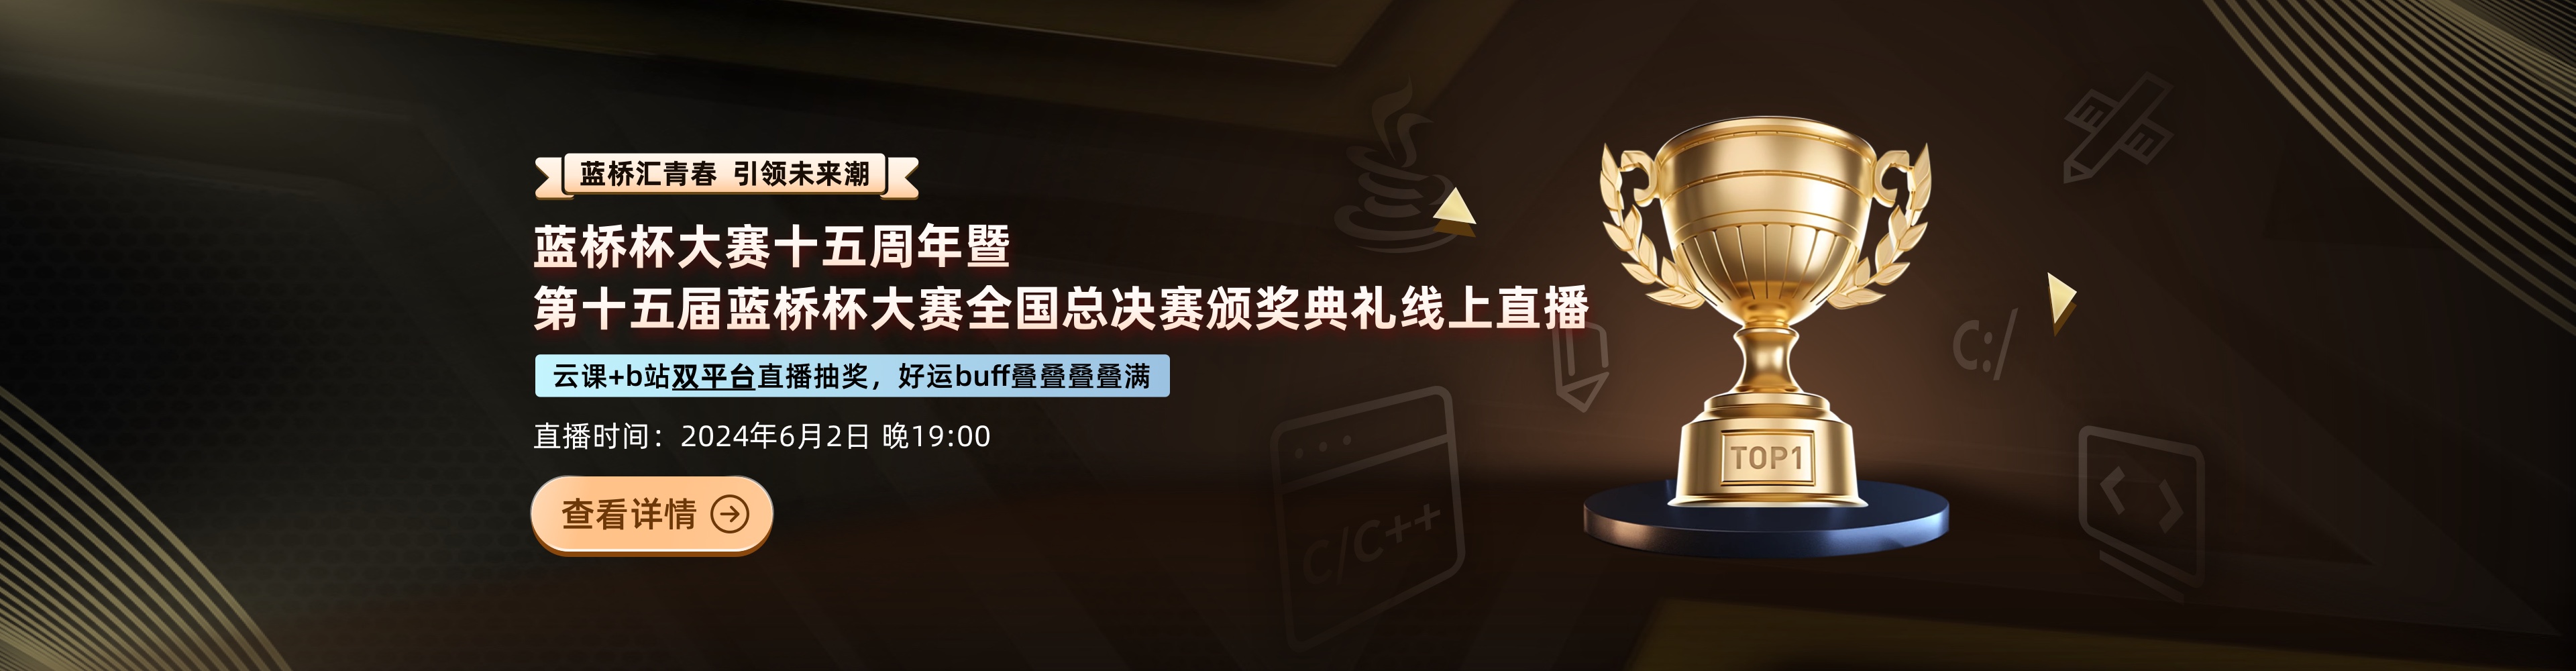 蓝桥汇青春 引领未来潮
蓝桥杯大赛十五周年暨
第十五届蓝桥杯大赛全国总决赛颁奖典礼线上直播
云课+b站双平台直播抽奖，好运buff叠叠叠叠满
直播时间：2024年6月2日 晚19:00
查看详情
TOP1
C:/
C/C++